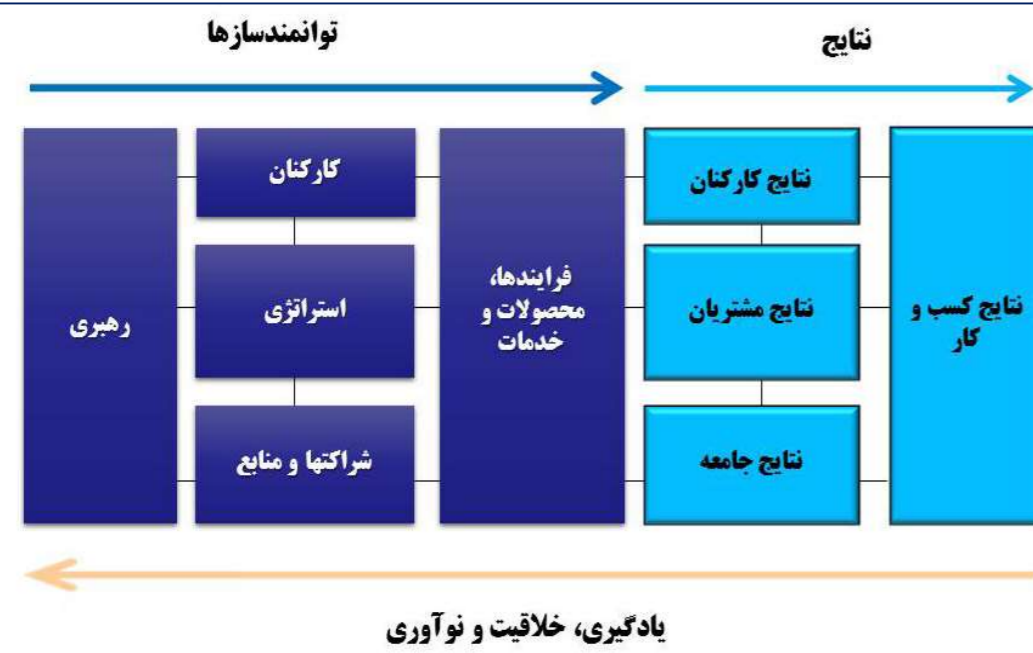 توانمندسازها
نتایج
رهبری
کارکنان
استراتژی
شراکتها و منابع
فرایندها،
محصولات و
خدمات
نتایج کارکنان
نتایج مشتریان
نتایج جامعه
نتایج کسب و
کار
یادگیری، خلاقیت و نوآوری